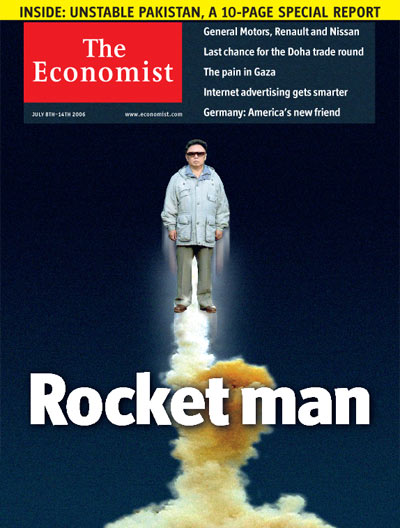 INSIDE: UNSTABLE PAKISTAN, A 10-PAGE SPECIAL REPORT
The
Economist
JULY 8TH–14TH 2006
www.economist.com
General Motors, Renault and Nissan
Last chance for the Doha trade round
The pain in Gaza
Internet advertising gets smarter
Germany: America's new friend
Rocket man